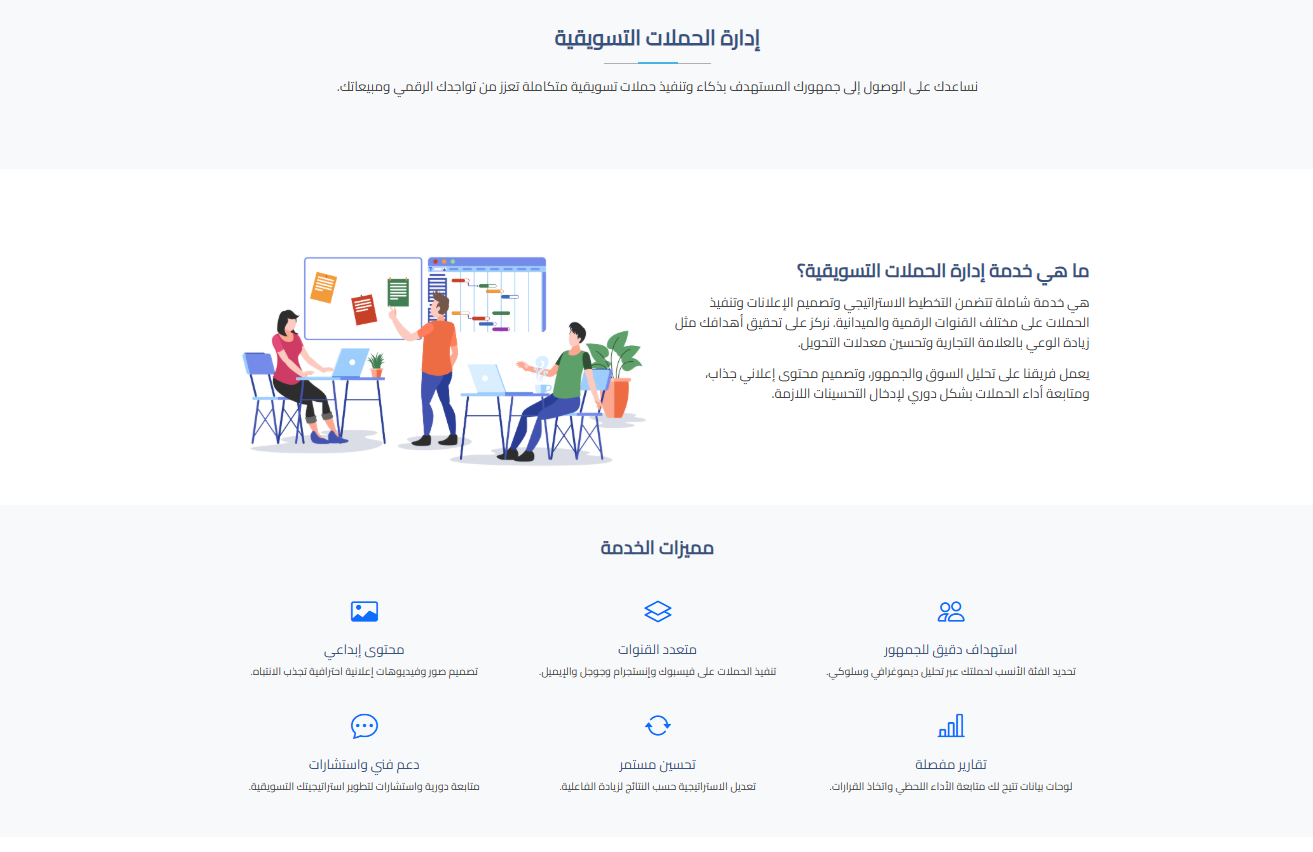 إدارة الحملات التسويقية
نساعدك على الوصول إلى جمهورك المستهدف بذكاء وتنفيذ حملات تسويقية متكاملة تعزز من تواجدك الرقمي ومبيعاتك.
ما هي خدمة إدارة الحملات التسويقية؟
هي خدمة شاملة تتضمن التخطيط الاستراتيجي وتصميم الإعلانات وتنفيذ
الحملات على مختلف القنوات الرقمية والميدانية. نركز على تحقيق أهدافك مثل
زيادة الوعي بالعلامة التجارية وتحسين معدلات التحويل.
يعمل فريقنا على تحليل السوق والجمهور، وتصميم محتوى إعلاني جذاب،
ومتابعة أداء الحملات بشكل دوري لإدخال التحسينات اللازمة.
مميزات الخدمة
استهداف دقيق للجمهور
تحديد الفئة الأنسب لحملتك عبر تحليل ديموغرافي وسلوكي.
متعدد القنوات
تنفيذ الحملات على فيسبوك وإنستجرام وجوجل والإيميل.
محتوى إبداعي
تصميم صور وفيديوهات إعلانية احترافية تجذب الانتباه.
تقارير مفصلة
لوحات بيانات تتيح لك متابعة الأداء اللحظي واتخاذ القرارات.
تحسين مستمر
تعديل الاستراتيجية حسب النتائج لزيادة الفاعلية.
دعم فني واستشارات
متابعة دورية واستشارات لتطوير استراتيجيتك التسويقية.